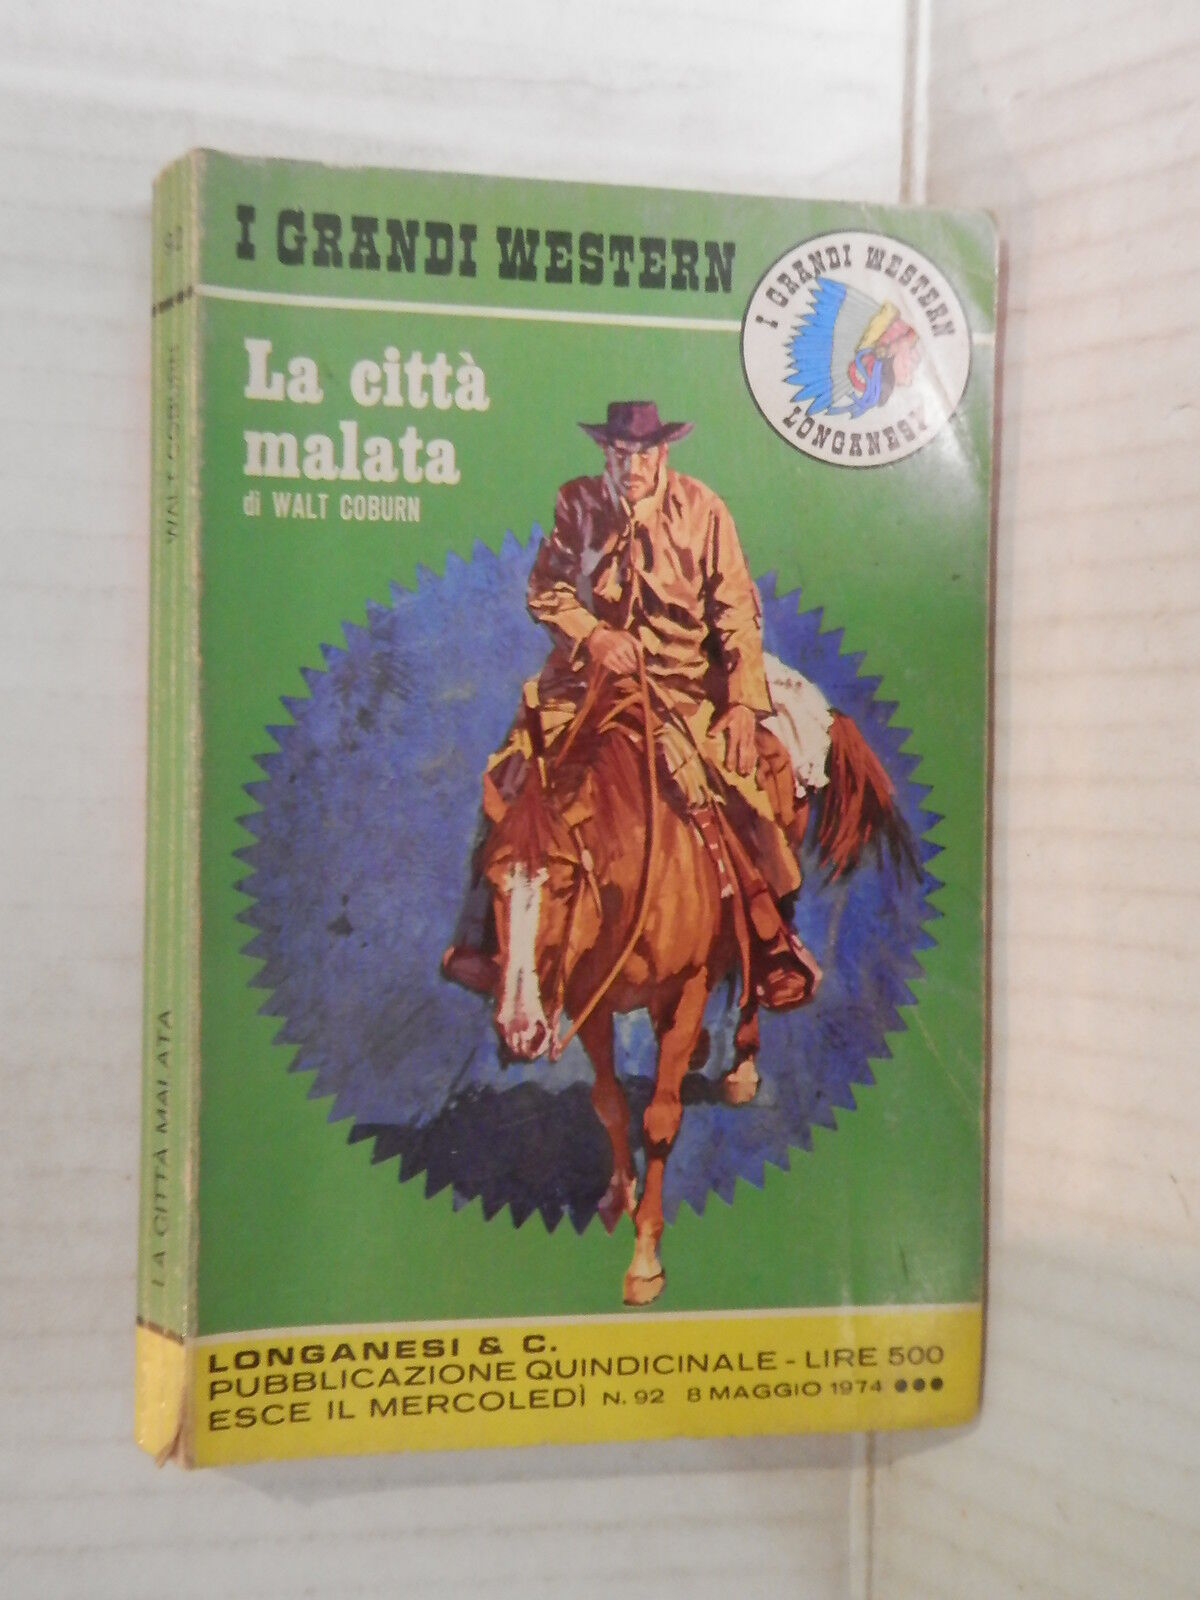 I GRANDI WESTERN
I GRANDI WESTERN
LONGANESI
La città
malata
di WALT COBURN
LONGANESI & C.
PUBBLICAZIONE QUINDICINALE - LIRE 500
ESCE IL MERCOLEDÌ N. 92 8 MAGGIO 1974 •••
92
WALT COBURN
LA CITTÀ MALATA